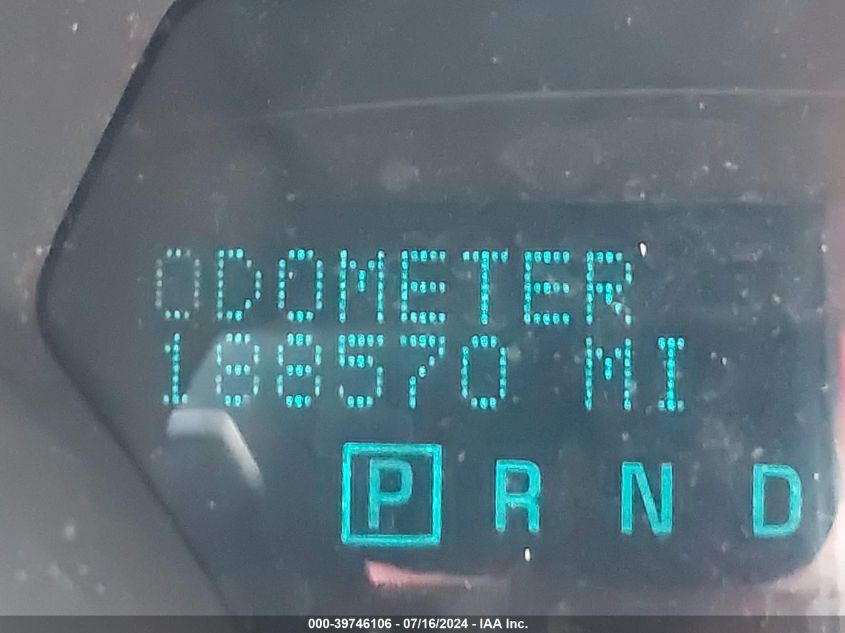 ODOMETER
188570 MI
P R N D
000-39746106 - 07/16/2024 - IAA Inc.